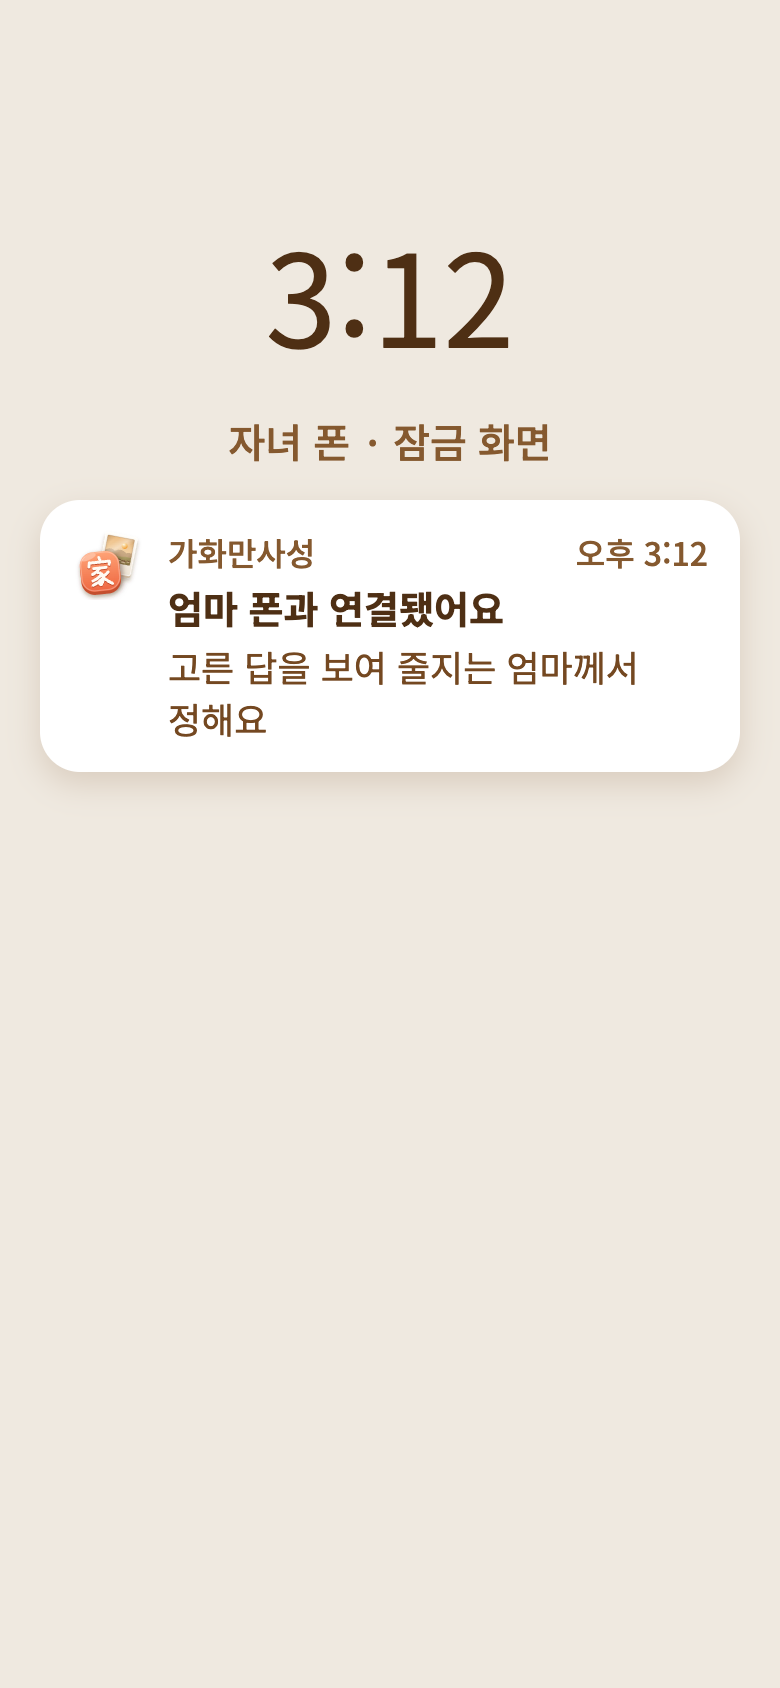 3:12
자녀 폰 · 잠금 화면
家
가화만사성
오후 3:12
엄마 폰과 연결됐어요
고른 답을 보여 줄지는 엄마께서
정해요